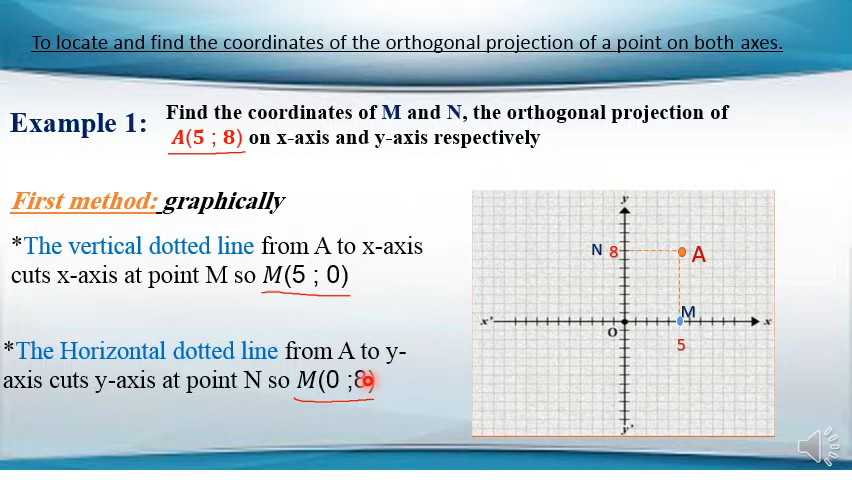 To locate and find the coordinates of the orthogonal projection of a point on both axes.
Example 1:
Find the coordinates of M and N, the orthogonal projection of
A(5 ; 8) on x-axis and y-axis respectively
First method: graphically
*The vertical dotted line from A to x-axis
cuts x-axis at point M so M(5 ; 0)
*The Horizontal dotted line from A to y-
axis cuts y-axis at point N so M(0 ;8)
y
N 8
A
M
x'
x
O
5
y'